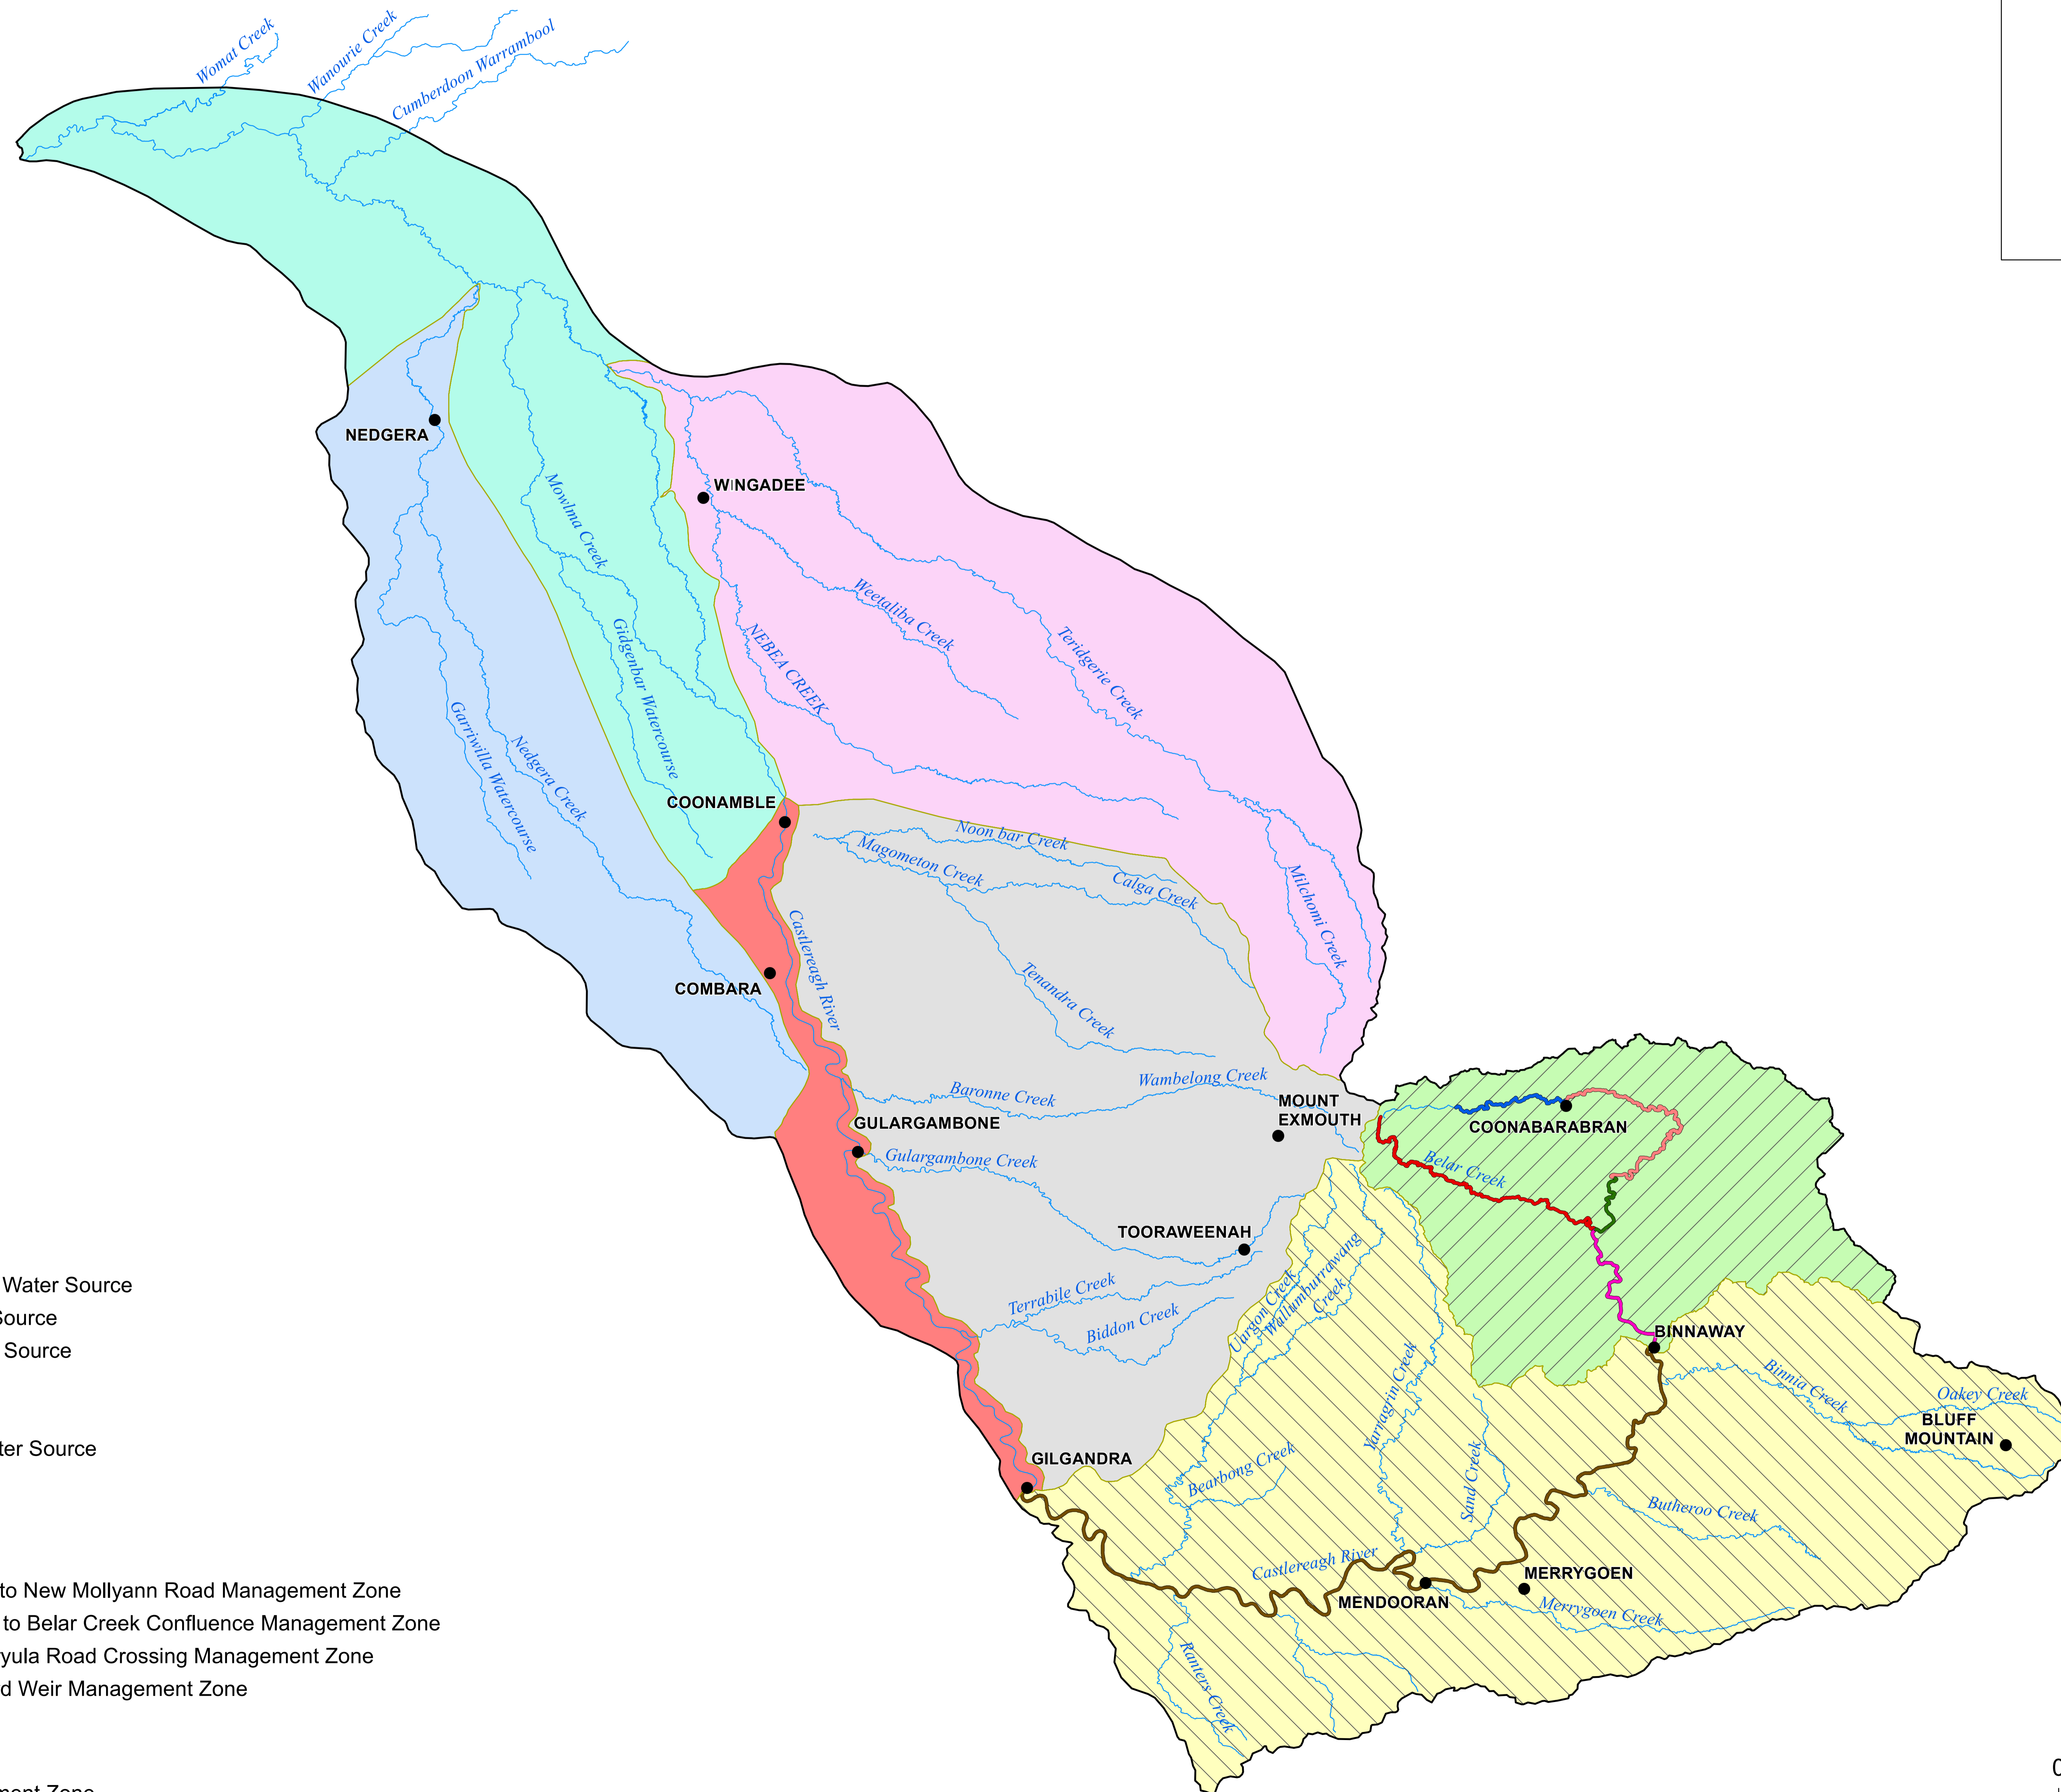 Womat Creek
Wanourie Creek
Cumberdoon Warrambool
NEDGERA
WINGADEE
Mowlma Creek
Weetaliba Creek
Gidgenbar Watercourse
NEBEA CREEK
Teridgerie Creek
Garriwilla Watercourse
Nedgera Creek
COONAMBLE
Noon bar Creek
Magometon Creek
Calga Creek
Milchomi Creek
Castlereagh River
Tenandra Creek
COMBARA
Wambelong Creek
Baronne Creek
MOUNT
EXMOUTH
GULARGAMBONE
COONABARABRAN
Gulargambone Creek
Belar Creek
TOORAWEENAH
Uargon Creek
Wallumburrawang
Creek
Terrabile Creek
Biddon Creek
Water Source
Source
Source
BINNAWAY
Yarragrin Creek
Binnia Creek
Oakey Creek
BLUFF
MOUNTAIN
ter Source
GILGANDRA
Bearbong Creek
Sand Creek
Butheroo Creek
Castlereagh River
MERRYGOEN
MENDOORAN
Merrygoen Creek
Ranters Creek
to New Mollyann Road Management Zone
to Belar Creek Confluence Management Zone
yula Road Crossing Management Zone
d Weir Management Zone